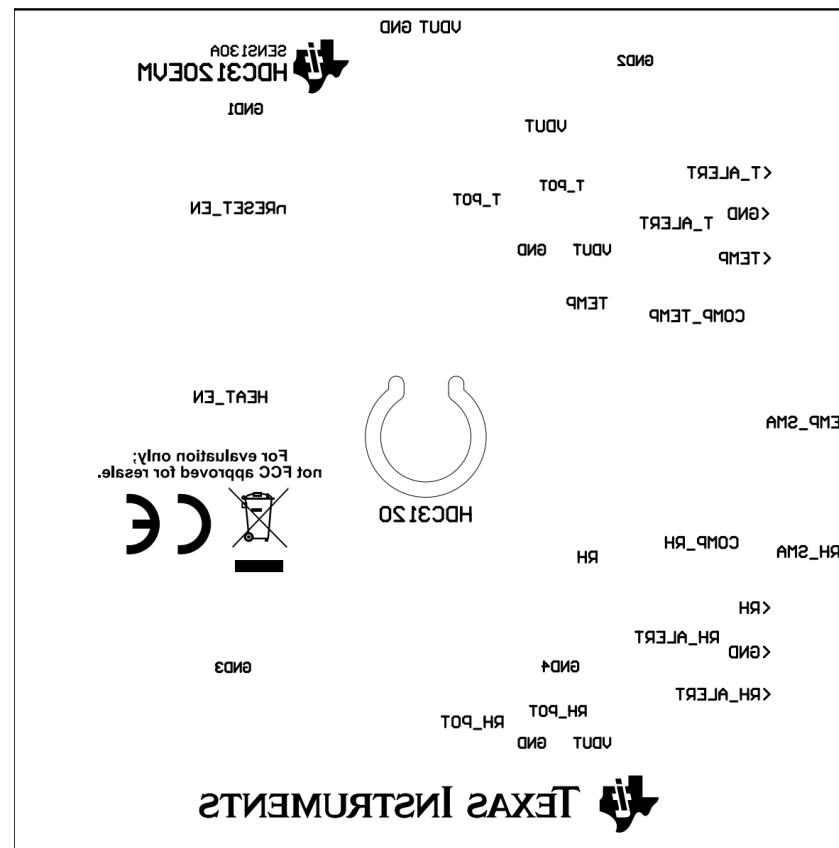 VDUT GND
SENS130A
HDC3120EVM
GND2
GND1
VDUT
<T_ALERT
T_POT
T_POT
nRESET_EN
<GND
T_ALERT
VDUT GND
<TEMP
TEMP
COMP_TEMP
HEAT_EN
EMP_SMA
For evaluation only;
not FCC approved for resale.
CE
HDC3120
COMP_RH
RH_SMA
RH
<RH
RH_ALERT
<GND
GND3
GND4
<RH_ALERT
RH_POT
RH_POT
VDUT GND
TEXAS INSTRUMENTS